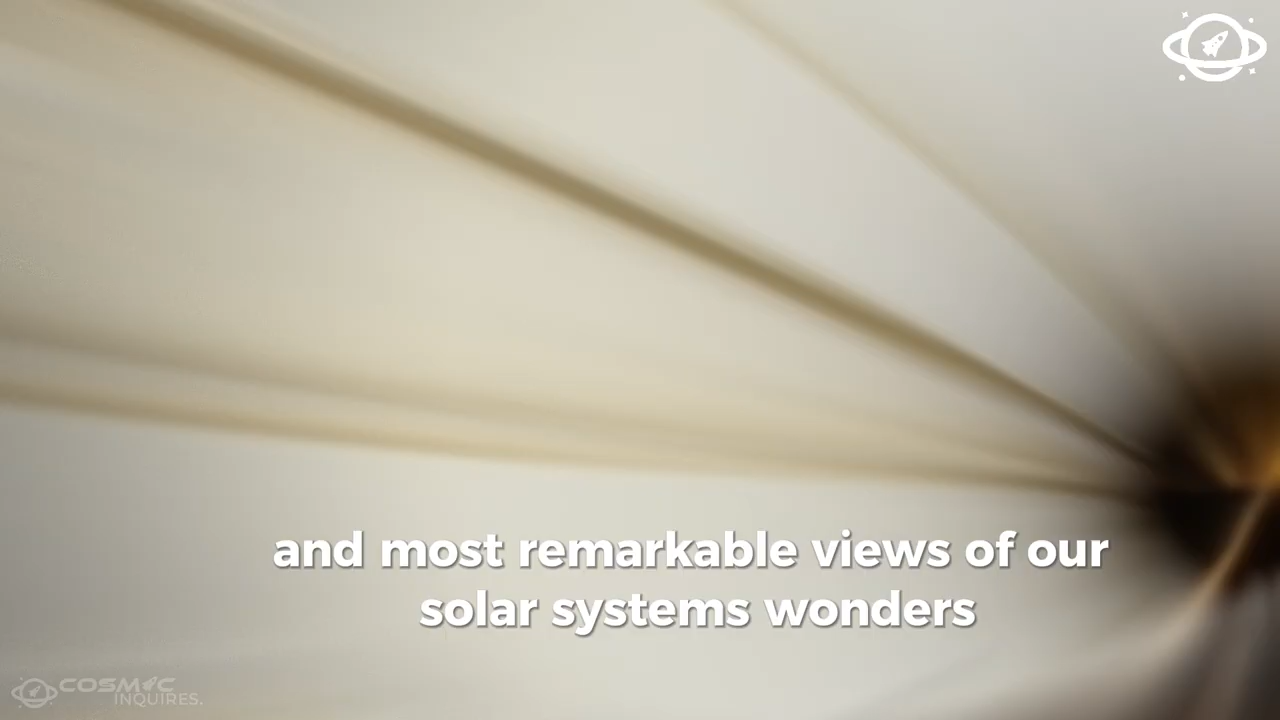 and most remarkable views of our
solar systems wonders
COSMIC
INQUIRES.